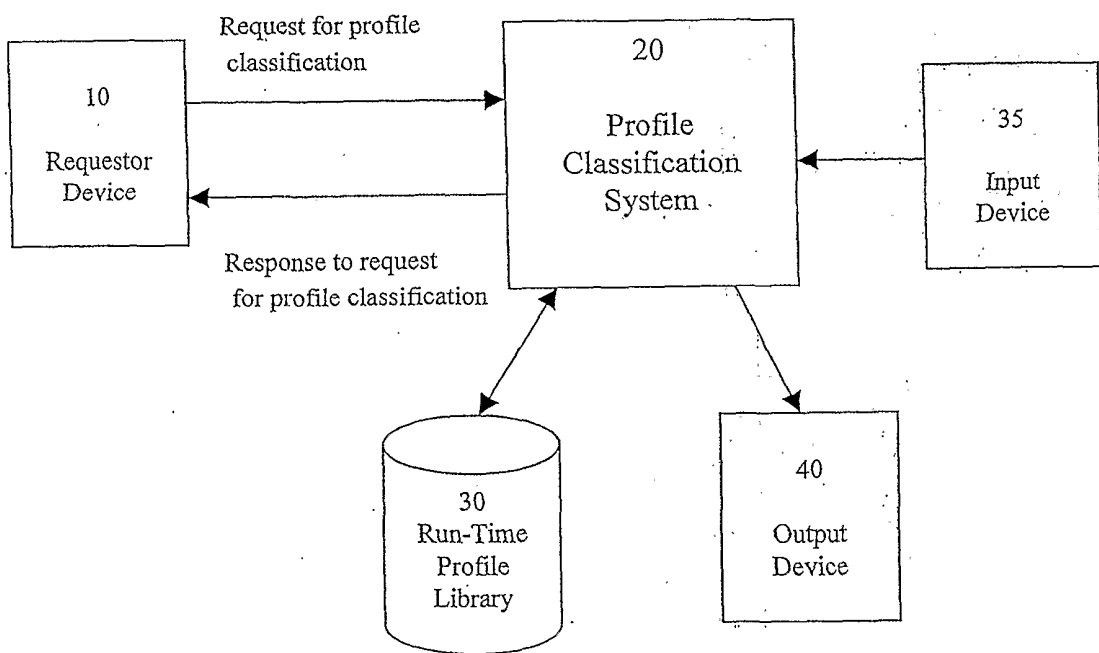 Request for profile
classification
10
Requestor
Device
20
Profile
Classification
System
35
Input
Device
Response to request
for profile classification
30
Run-Time
Profile
Library
40
Output
Device